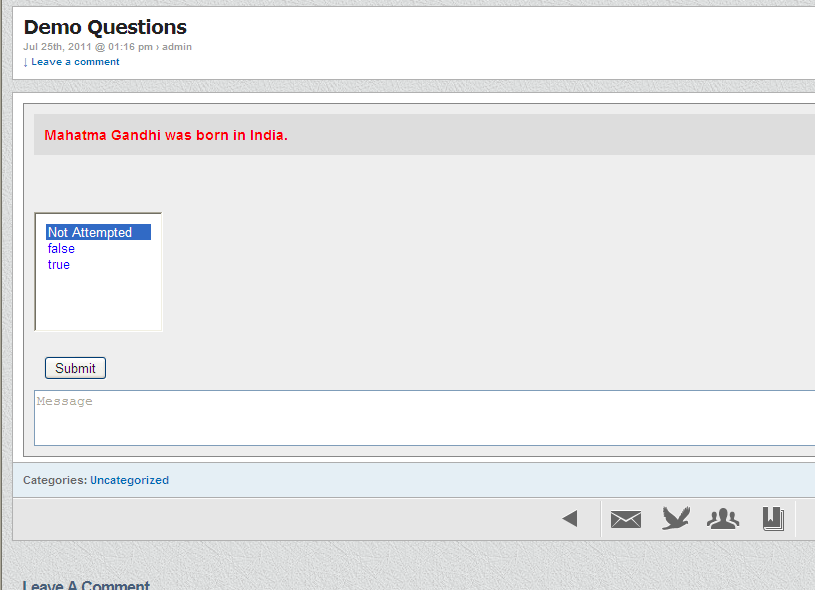 Demo Questions
Jul 25th, 2011 @ 01:16 pm › admin
↓ Leave a comment
Mahatma Gandhi was born in India.
Not Attempted
false
true
Submit
Message
Categories: Uncategorized
Leave A Comment